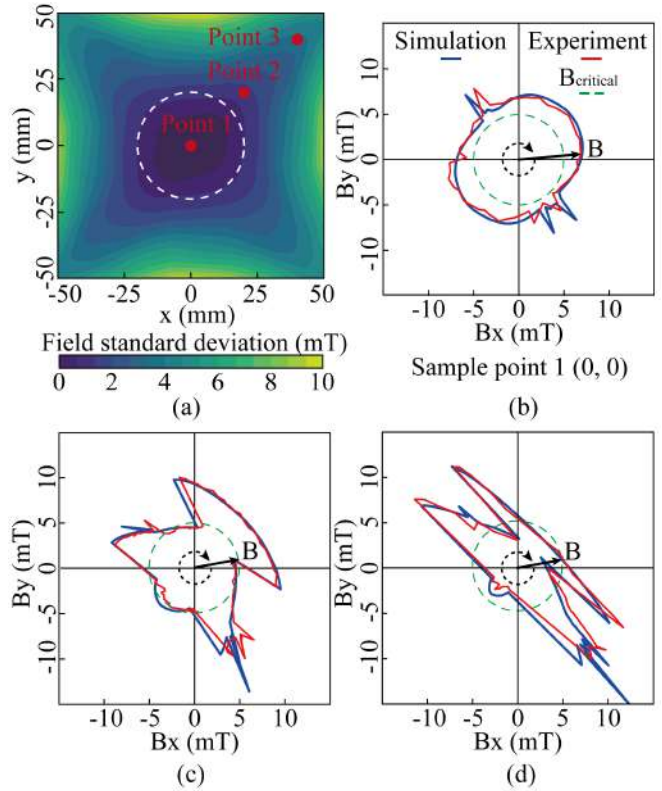 50
25
0
-25
-50
y (mm)
Point 3
Point 2
Point 1
-50 -25 0 25 50
x (mm)
Field standard deviation (mT)
0 2 4 6 8 10
(a)
Simulation Experiment
Bcritical
B
10
5
0
-5
-10
By (mT)
-10 -5 0 5 10
Bx (mT)
Sample point 1 (0, 0)
(b)
10
5
0
-5
-10
By (mT)
B
-10 -5 0 5 10
Bx (mT)
(c)
10
5
0
-5
-10
By (mT)
B
-10 -5 0 5 10
Bx (mT)
(d)